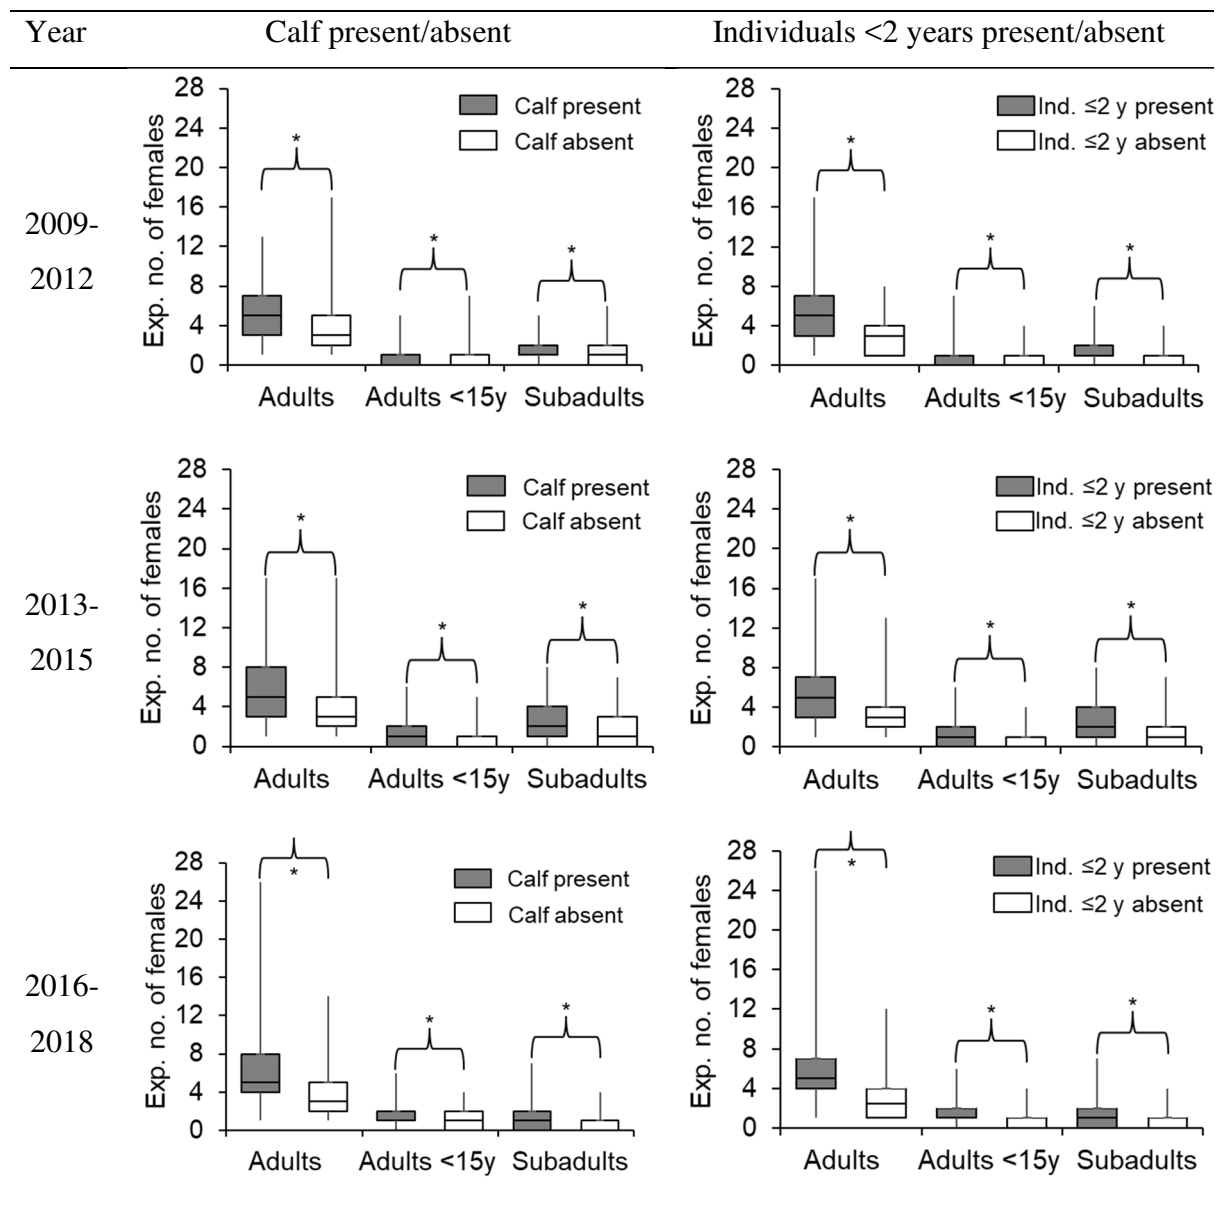 Year Calf present/absent Individuals <2 years present/absent
2009-
2012
Exp. no. of females
28
24
20
16
12
8
4
0
Calf present
Calf absent
*
*
*
Adults Adults <15y Subadults
Exp. no. of females
28
24
20
16
12
8
4
0
Ind. ≤2 y present
Ind. ≤2 y absent
*
*
*
Adults Adults <15y Subadults
2013-
2015
Exp. no. of females
28
24
20
16
12
8
4
0
Calf present
Calf absent
*
*
*
Adults Adults <15y Subadults
Exp. no. of females
28
24
20
16
12
8
4
0
Ind. ≤2 y present
Ind. ≤2 y absent
*
*
*
Adults Adults <15y Subadults
2016-
2018
Exp. no. of females
28
24
20
16
12
8
4
0
Calf present
Calf absent
*
*
*
Adults Adults <15y Subadults
Exp. no. of females
28
24
20
16
12
8
4
0
Ind. ≤2 y present
Ind. ≤2 y absent
*
*
*
Adults Adults <15y Subadults